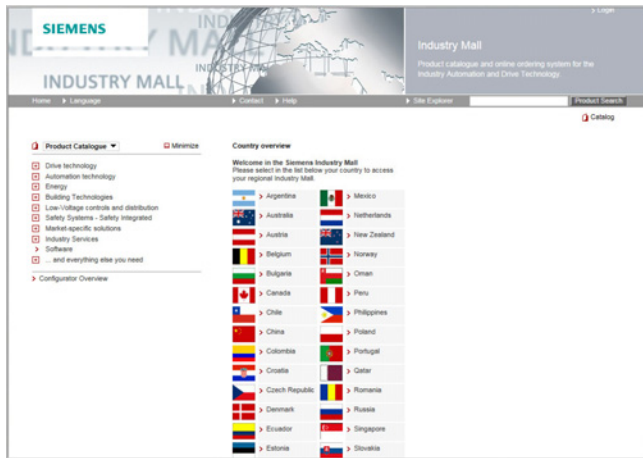 > Login
SIEMENS
INDUSTRY MALL
Industry Mall
Product catalogue and online ordering system for the
Industry Automation and Drive Technology.
Home > Language > Contact > Help > Site Explorer Product Search
Catalog
Product Catalogue Minimize
Drive technology
Automation technology
Energy
Building Technologies
Low-Voltage controls and distribution
Safety Systems - Safety Integrated
Market-specific solutions
Industry Services
> Software
... and everything else you need
> Configurator Overview
Country overview
Welcome in the Siemens Industry Mall
Please select in the list below your country to access
your regional Industry Mall.
> Argentina > Mexico
> Australia > Netherlands
> Austria > New Zealand
> Belgium > Norway
> Bulgaria > Oman
> Canada > Peru
> Chile > Philippines
> China > Poland
> Colombia > Portugal
> Croatia > Qatar
> Czech Republic > Romania
> Denmark > Russia
> Ecuador > Singapore
> Estonia > Slovakia